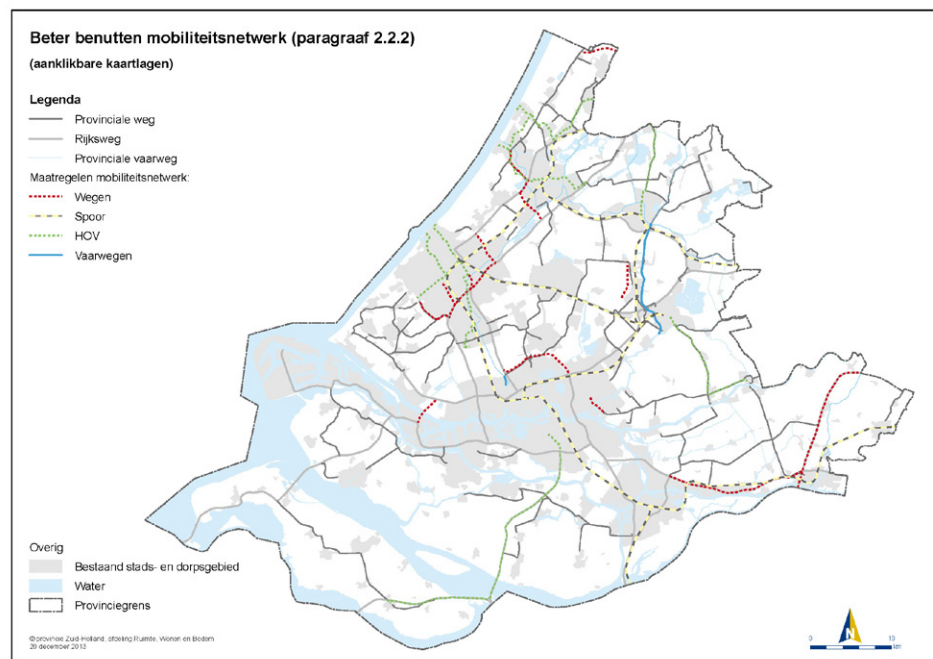 Beter benutten mobiliteitsnetwerk (paragraaf 2.2.2)
(aanklikbare kaartlagen)
Legenda
Provinciale weg
Rijksweg
Provinciale vaarweg
Maatregelen mobiliteitsnetwerk:
Wegen
Spoor
HOV
Vaarwegen
Overig
Bestaand stads- en dorpsgebied
Water
Provinciegrens
©provincie Zuid-Holland, afdeling Ruimte, Wonen en Bodem
20 december 2013
N
0 10
km